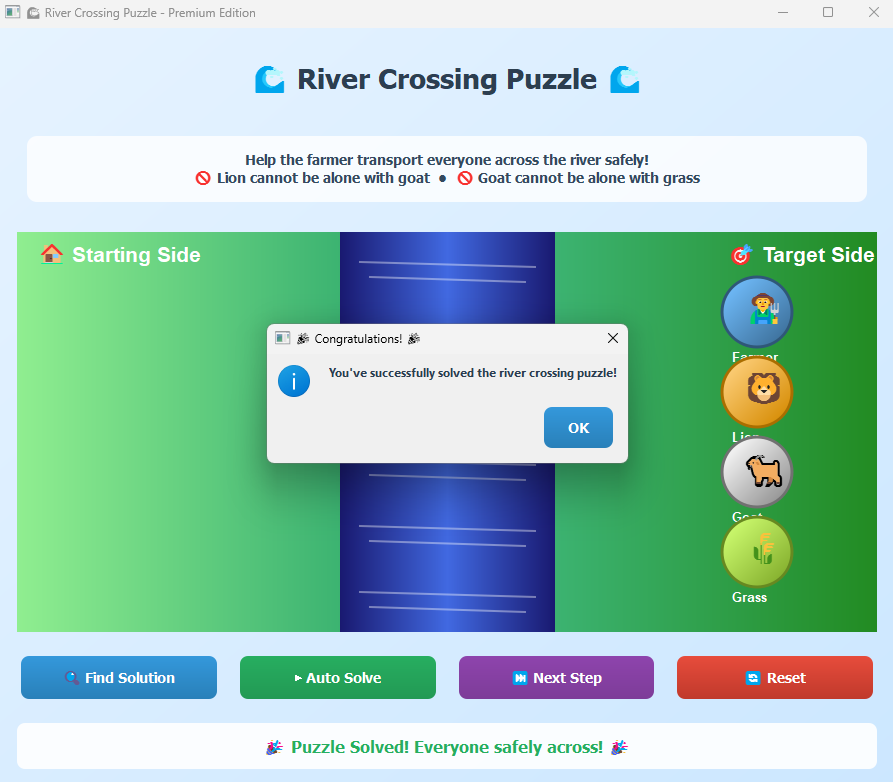 River Crossing Puzzle - Premium Edition
River Crossing Puzzle
Help the farmer transport everyone across the river safely!
Lion cannot be alone with goat • Goat cannot be alone with grass
Starting Side
Target Side
Farmer
Congratulations!
You've successfully solved the river crossing puzzle!
OK
Lion
Goat
Grass
Find Solution
Auto Solve
Next Step
Reset
Puzzle Solved! Everyone safely across!